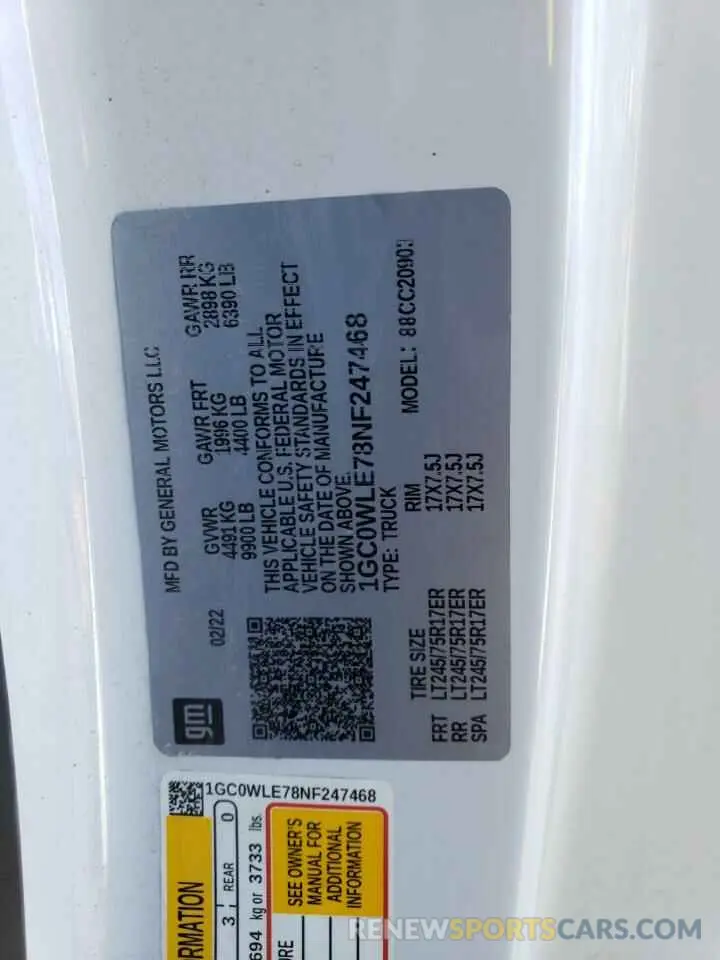 MFD BY GENERAL MOTORS LLC
gm
02/22
GVWR GAWR FRT GAWR RR
4491 KG 1996 KG 2898 KG
9900 LB 4400 LB 6390 LB
THIS VEHICLE CONFORMS TO ALL
APPLICABLE U.S. FEDERAL MOTOR
VEHICLE SAFETY STANDARDS IN EFFECT
ON THE DATE OF MANUFACTURE
SHOWN ABOVE.
1GC0WLE78NF247468
TYPE: TRUCK
MODEL: 88CC20903
TIRE SIZE RIM
FRT LT245/75R17ER 17X7.5J
RR LT245/75R17ER 17X7.5J
SPA LT245/75R17ER 17X7.5J
1GC0WLE78NF247468
3 REAR 0
694 kg or 3733 lbs.
SEE OWNER'S
MANUAL FOR
ADDITIONAL
INFORMATION
RENEWSPORTSCARS.COM